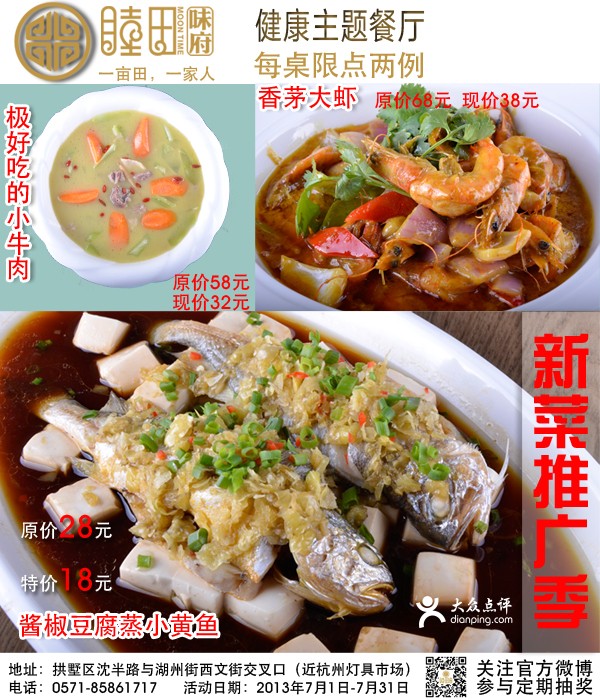 睦田
味府
MOON TIME
一亩田，一家人
健康主题餐厅
每桌限点两例
极好吃的小牛肉
原价58元
现价32元
香茅大虾 原价68元 现价38元
新菜推广季
原价28元
特价18元
酱椒豆腐蒸小黄鱼
大众点评
dianping.com
地址：拱墅区沈半路与湖州街西文街交叉口（近杭州灯具市场）
电话：0571-85861717 活动日期：2013年7月1日-7月31日
关注官方微博
参与定期抽奖